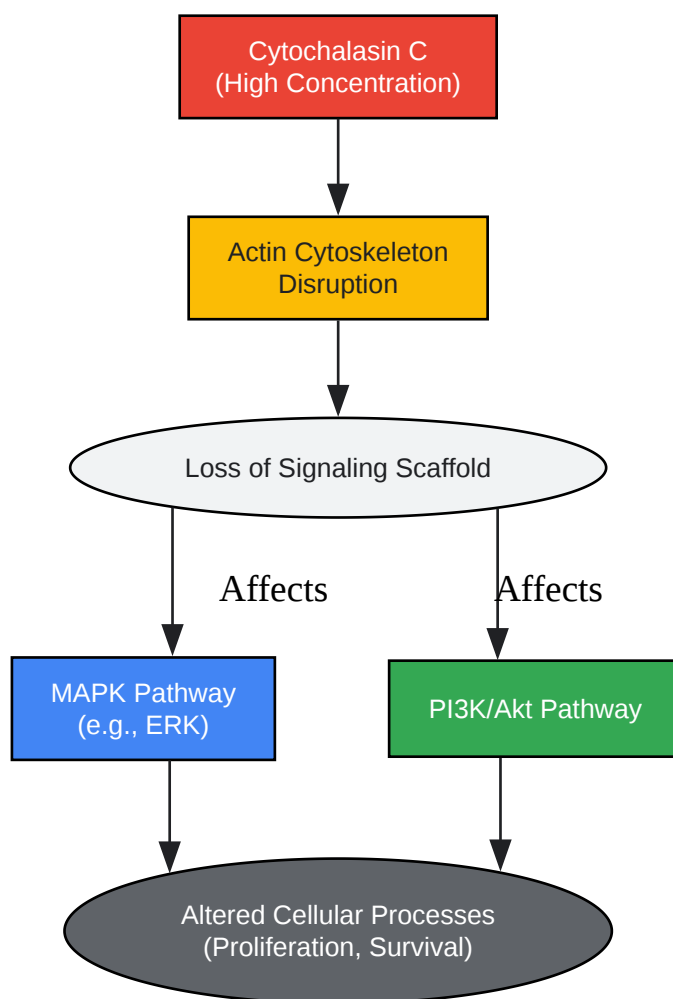 Cytochalasin C
(High Concentration)
Actin Cytoskeleton
Disruption
Loss of Signaling Scaffold
Affects
Affects
MAPK Pathway
(e.g., ERK)
PI3K/Akt Pathway
Altered Cellular Processes
(Proliferation, Survival)